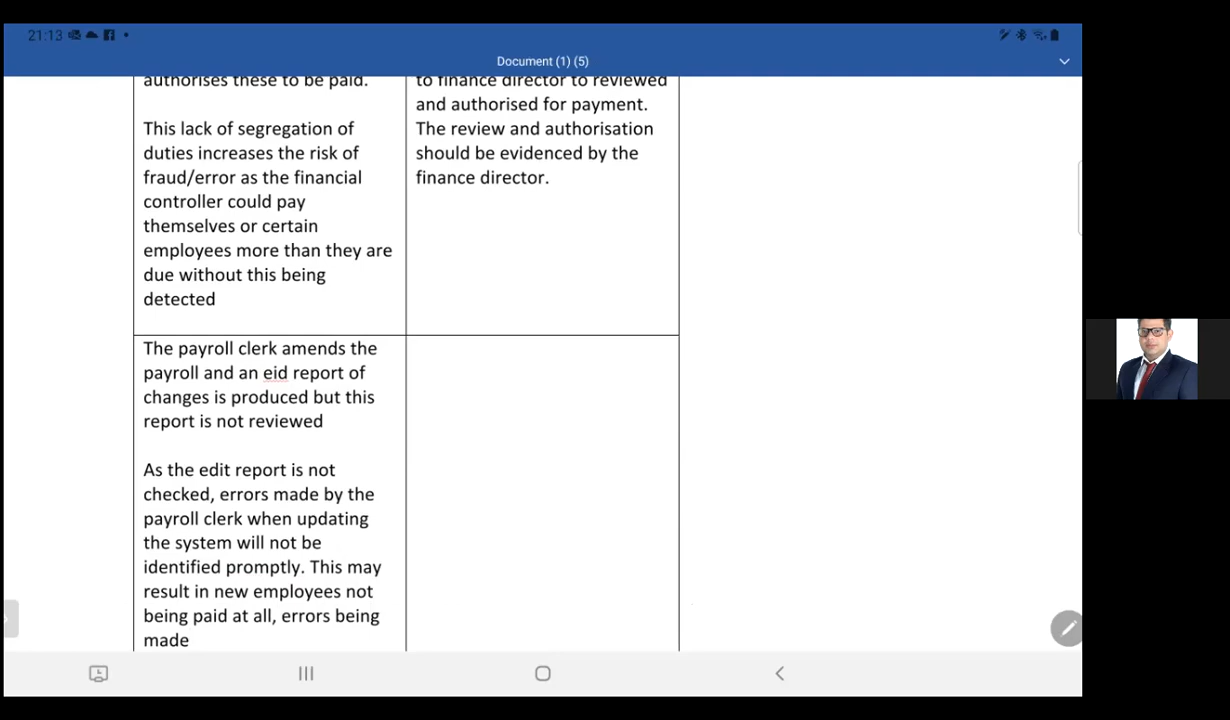 21:13
Document (1) (5)
authorises these to be paid.
This lack of segregation of
duties increases the risk of
fraud/error as the financial
controller could pay
themselves or certain
employees more than they are
due without this being
detected
to finance director to reviewed
and authorised for payment.
The review and authorisation
should be evidenced by the
finance director.
The payroll clerk amends the
payroll and an eid report of
changes is produced but this
report is not reviewed
As the edit report is not
checked, errors made by the
payroll clerk when updating
the system will not be
identified promptly. This may
result in new employees not
being paid at all, errors being
made